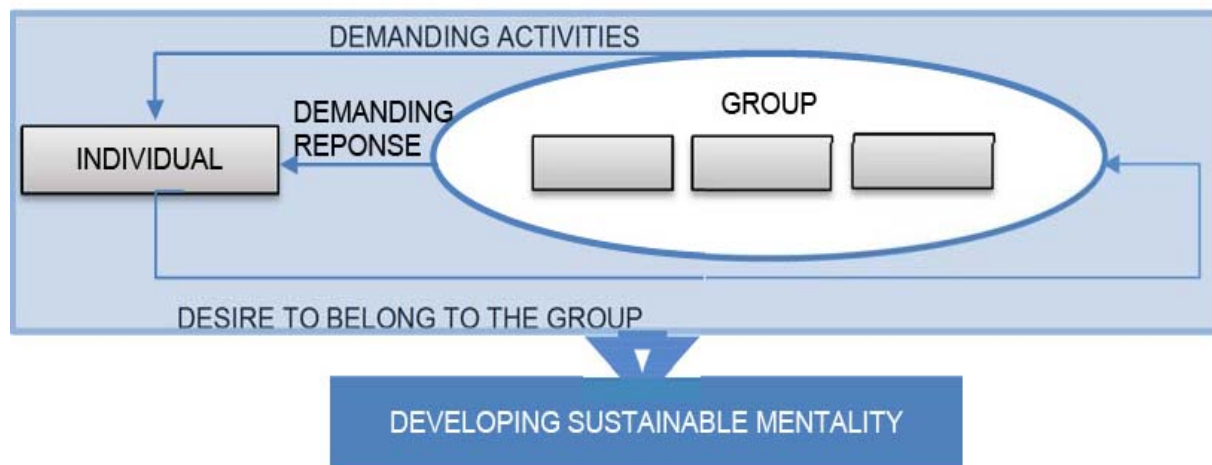 DEMANDING ACTIVITIES
DEMANDING
REPONSE
GROUP
INDIVIDUAL
DESIRE TO BELONG TO THE GROUP
DEVELOPING SUSTAINABLE MENTALITY